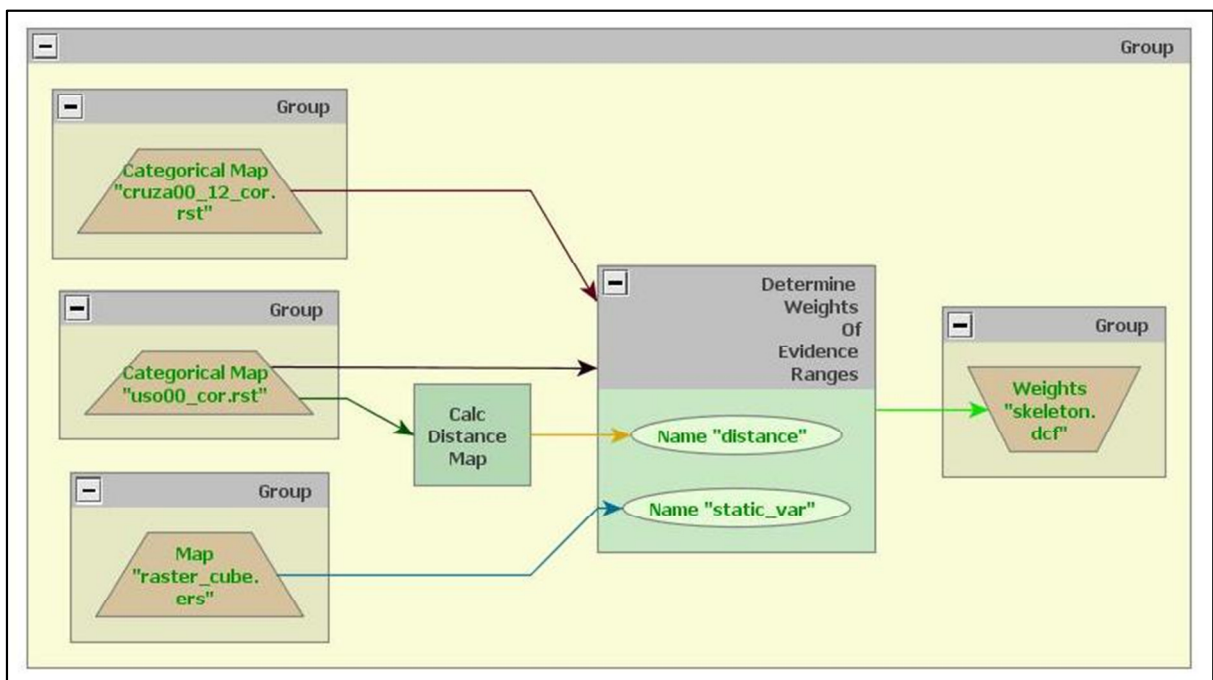 Group
Group
Categorical Map
"cruza00_12_cor.
rst"
Group
Categorical Map
"uso00_cor.rst"
Calc
Distance
Map
Group
Map
"raster_cube.
ers"
Determine
Weights
Of
Evidence
Ranges
Name "distance"
Name "static_var"
Group
Weights
"skeleton.
dcf"